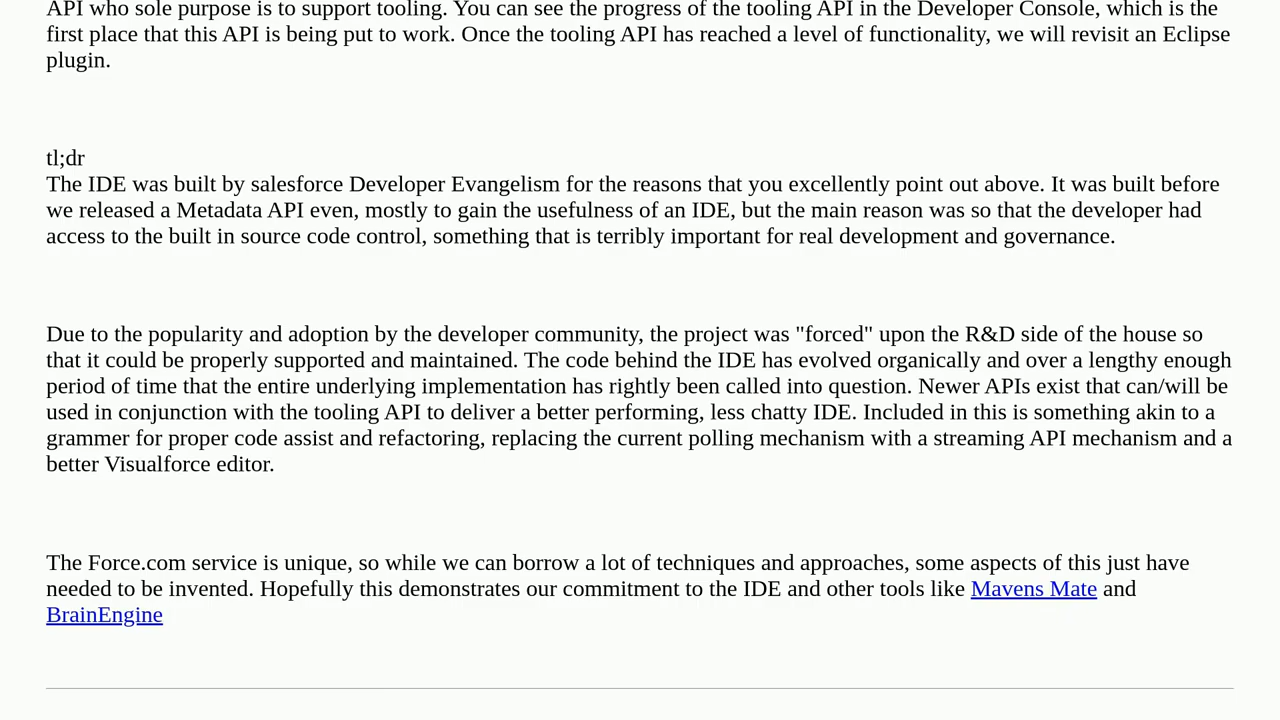 API who sole purpose is to support tooling. You can see the progress of the tooling API in the Developer Console, which is the
first place that this API is being put to work. Once the tooling API has reached a level of functionality, we will revisit an Eclipse
plugin.
tl;dr
The IDE was built by salesforce Developer Evangelism for the reasons that you excellently point out above. It was built before
we released a Metadata API even, mostly to gain the usefulness of an IDE, but the main reason was so that the developer had
access to the built in source code control, something that is terribly important for real development and governance.
Due to the popularity and adoption by the developer community, the project was "forced" upon the R&D side of the house so
that it could be properly supported and maintained. The code behind the IDE has evolved organically and over a lengthy enough
period of time that the entire underlying implementation has rightly been called into question. Newer APIs exist that can/will be
used in conjunction with the tooling API to deliver a better performing, less chatty IDE. Included in this is something akin to a
grammer for proper code assist and refactoring, replacing the current polling mechanism with a streaming API mechanism and a
better Visualforce editor.
The Force.com service is unique, so while we can borrow a lot of techniques and approaches, some aspects of this just have
needed to be invented. Hopefully this demonstrates our commitment to the IDE and other tools like Mavens Mate and
BrainEngine